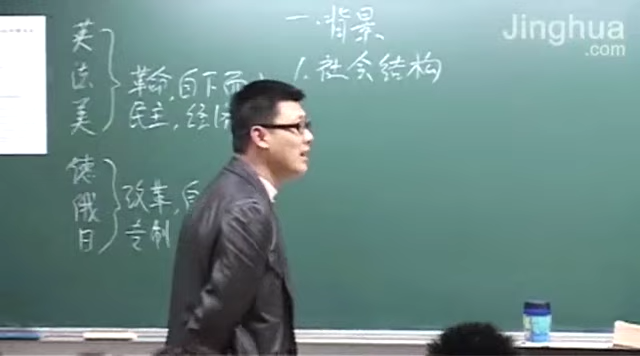 英
法
美
革命,自下而
民主,经
德
俄
日
改革,自
专制
一.背景
1.社会结构
Jinghua
.com